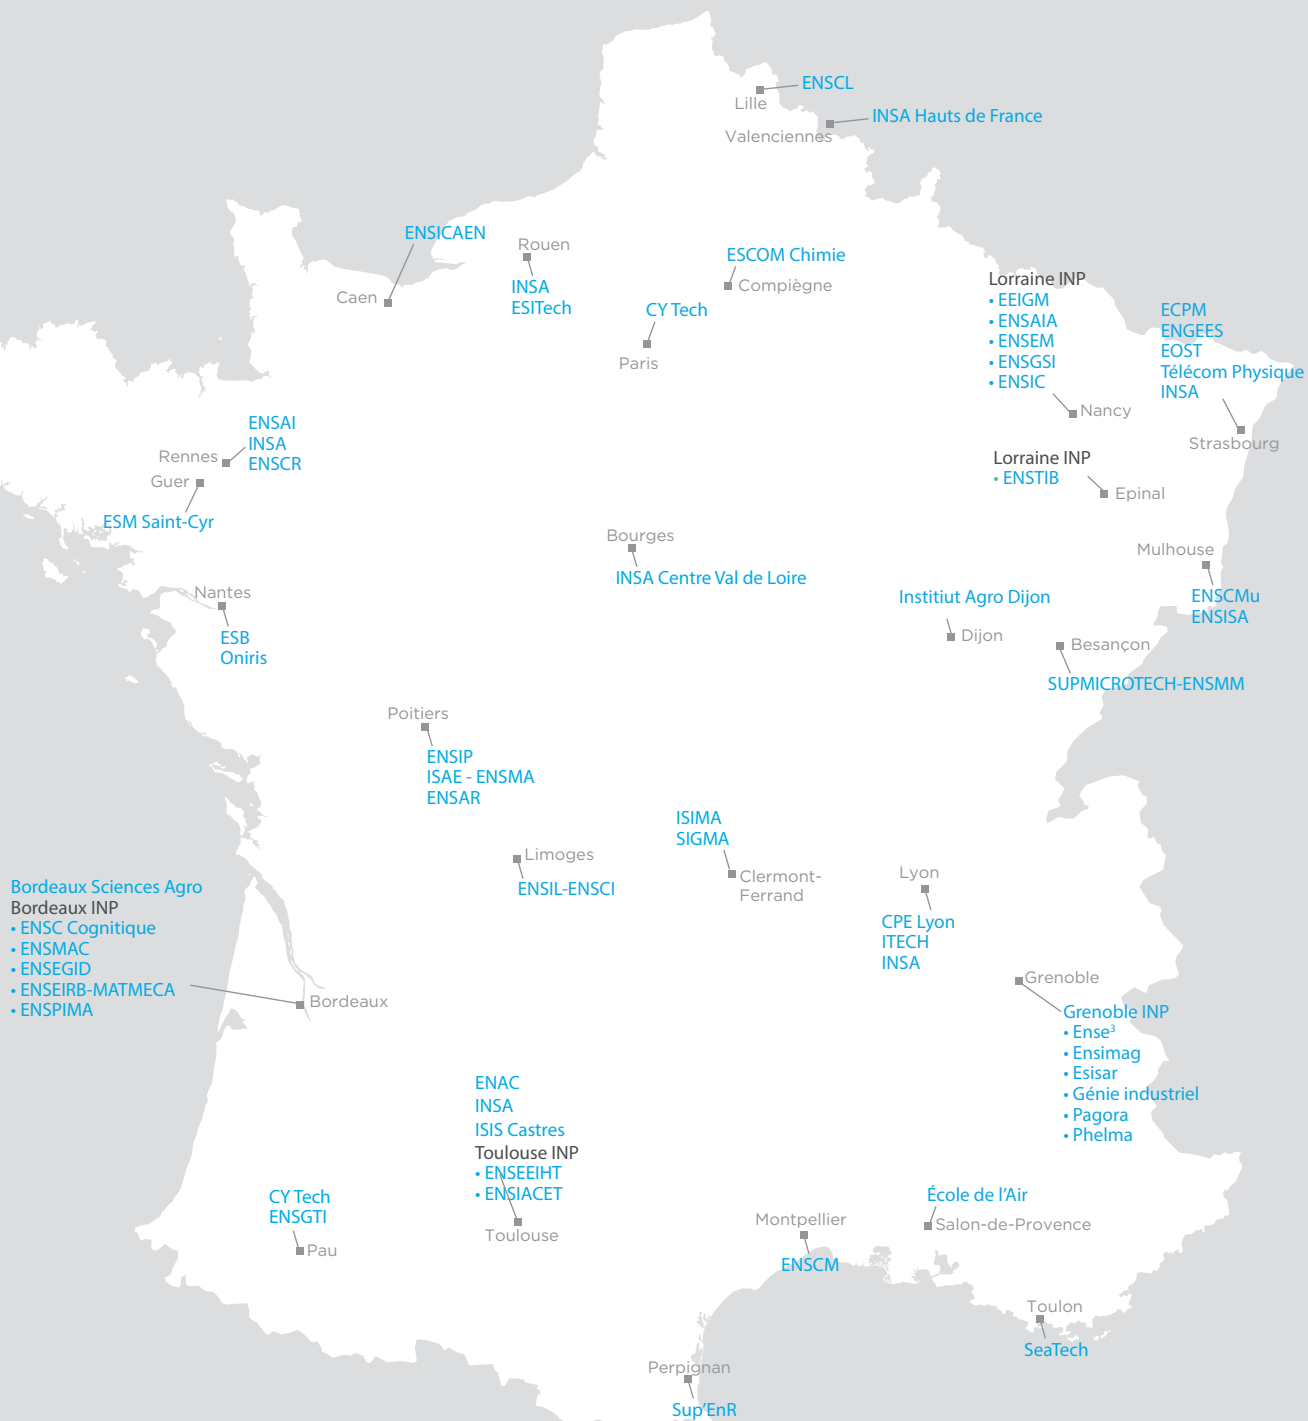 ENSCL
Lille
INSA Hauts de France
Valenciennes
ENSICAEN
Caen
Rouen
INSA
ESITech
ESCOM Chimie
Compiègne
CY Tech
Paris
Lorraine INP
• EEIGM
• ENSAIA
• ENSEM
• ENSGSI
• ENSIC
Nancy
ECPM
ENGEES
EOST
Télécom Physique
INSA
Strasbourg
ENSAI
INSA
ENSCR
Rennes
Guer
ESM Saint-Cyr
Lorraine INP
• ENSTIB
Epinal
Bourges
INSA Centre Val de Loire
Mulhouse
ENSCMu
ENSISA
Nantes
ESB
Oniris
Institiut Agro Dijon
Dijon
Besançon
SUPMICROTECH-ENSMM
Poitiers
ENSIP
ISAE - ENSMA
ENSAR
ISIMA
SIGMA
Clermont-
Ferrand
Limoges
ENSIL-ENSCI
Lyon
CPE Lyon
ITECH
INSA
Bordeaux Sciences Agro
Bordeaux INP
• ENSC Cognitique
• ENSMAC
• ENSEGID
• ENSEIRB-MATMECA
• ENSPIMA
Bordeaux
Grenoble
Grenoble INP
• Ense³
• Ensimag
• Esisar
• Génie industriel
• Pagora
• Phelma
ENAC
INSA
ISIS Castres
Toulouse INP
• ENSEEIHT
• ENSIACET
Toulouse
CY Tech
ENSGTI
Pau
École de l'Air
Salon-de-Provence
Montpellier
ENSCM
Toulon
SeaTech
Perpignan
Sup'EnR